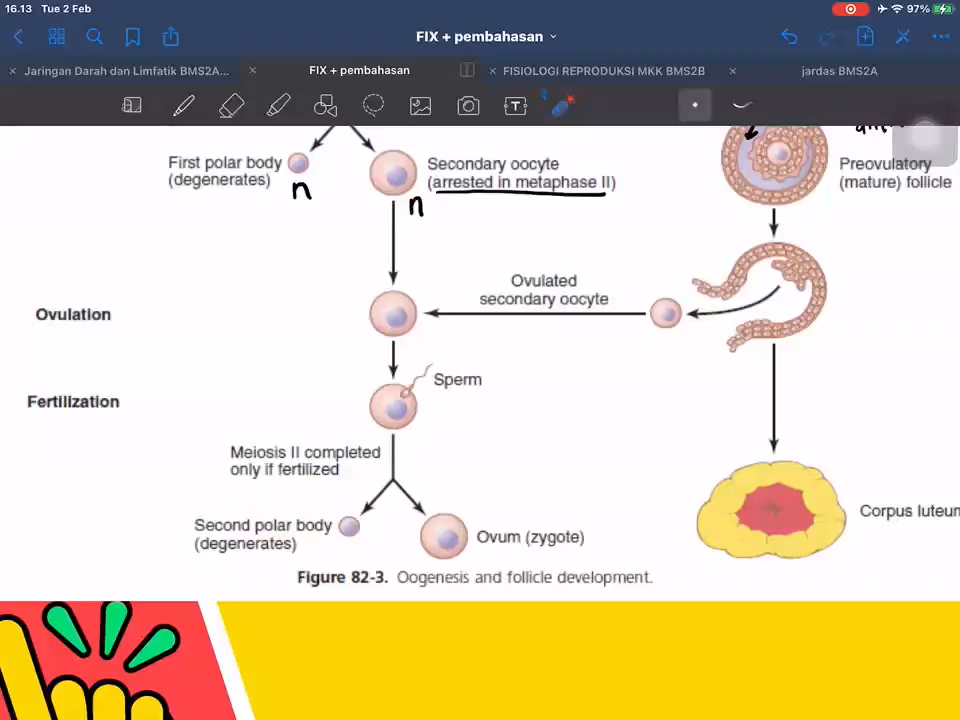 16.13 Tue 2 Feb
97%
FIX + pembahasan
Jaringan Darah dan Limfatik BMS2A...
FIX + pembahasan
FISIOLOGI REPRODUKSI MKK BMS2B
jardas BMS2A
First polar body
(degenerates)
n
Secondary oocyte
(arrested in metaphase II)
n
Preovulatory
(mature) follicle
Ovulation
Ovulated
secondary oocyte
Fertilization
Sperm
Meiosis II completed
only if fertilized
Second polar body
(degenerates)
Ovum (zygote)
Corpus luteum
Figure 82-3. Oogenesis and follicle development.